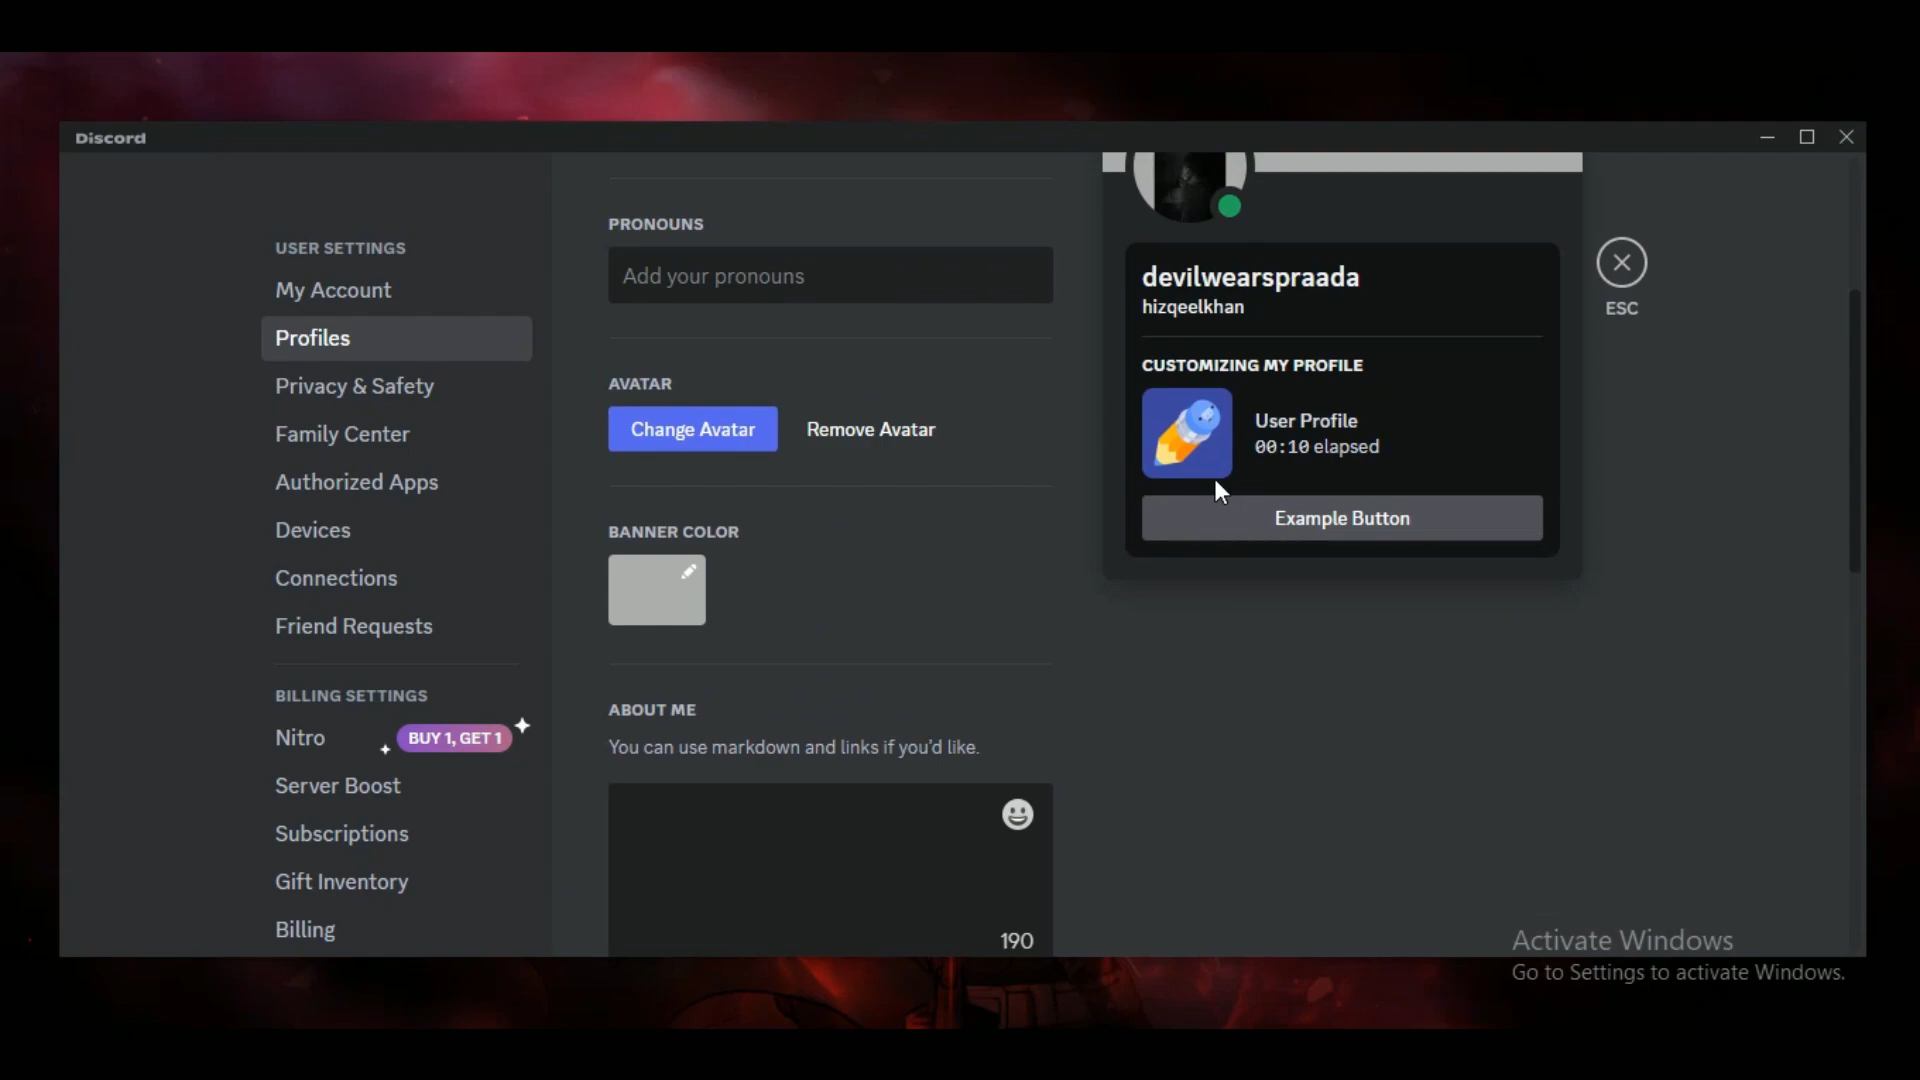 Discord
USER SETTINGS
My Account
Profiles
Privacy & Safety
Family Center
Authorized Apps
Devices
Connections
Friend Requests
BILLING SETTINGS
Nitro BUY 1, GET 1
Server Boost
Subscriptions
Gift Inventory
Billing
PRONOUNS
Add your pronouns
AVATAR
Change Avatar Remove Avatar
BANNER COLOR
ABOUT ME
You can use markdown and links if you'd like.
190
devilwearspraada
hizqeelkhan
CUSTOMIZING MY PROFILE
User Profile
00:10 elapsed
Example Button
ESC
Activate Windows
Go to Settings to activate Windows.